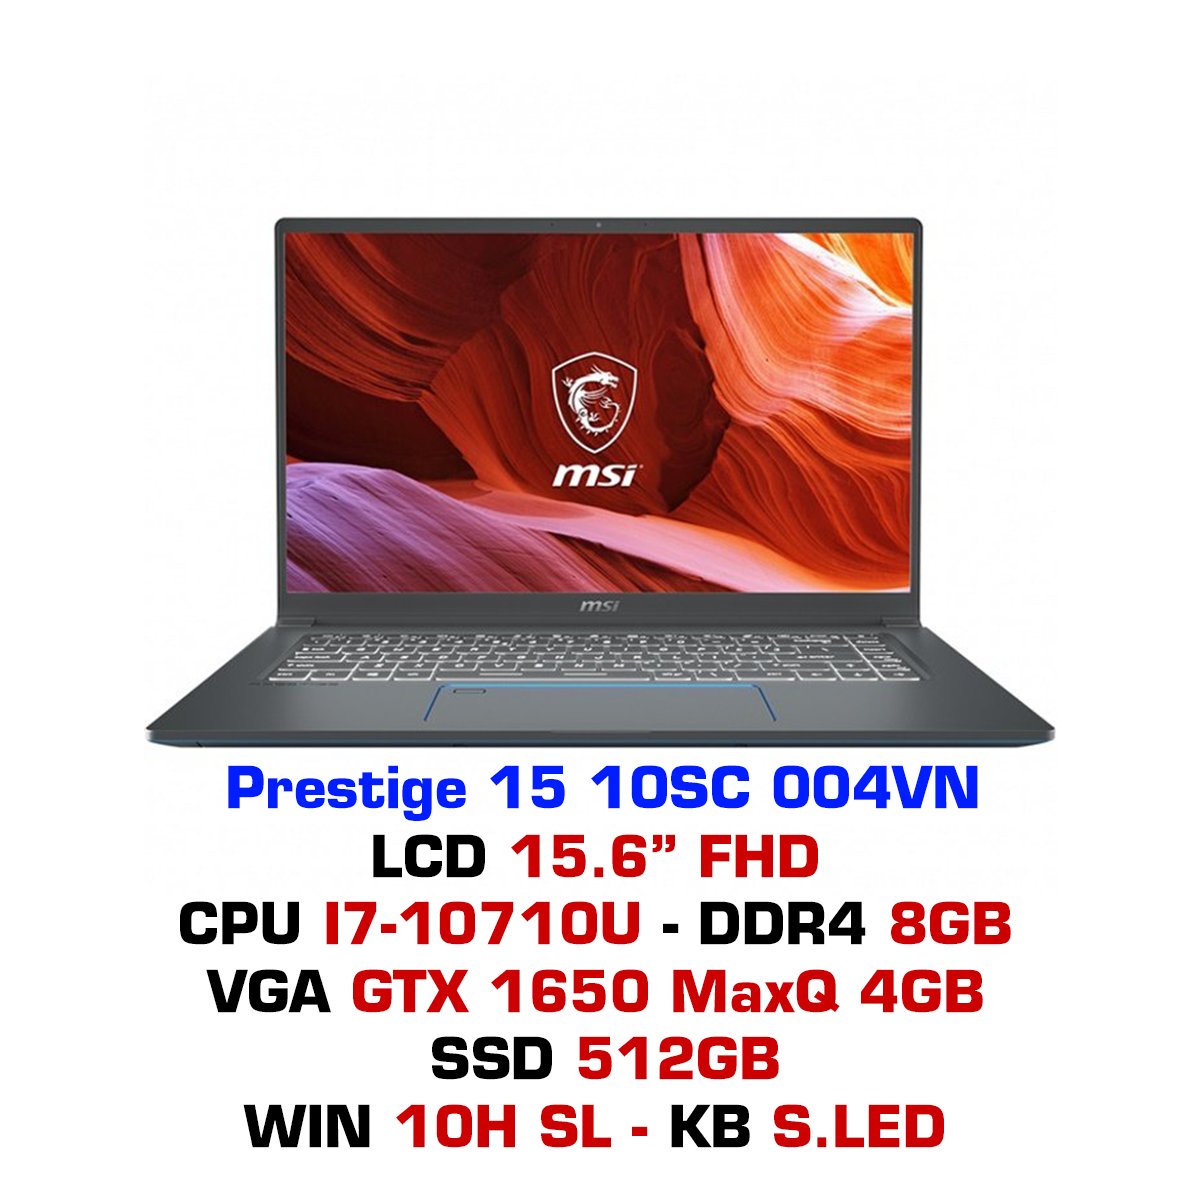 msi
msi
Prestige 15 10SC 004VN
LCD 15.6” FHD
CPU I7-10710U - DDR4 8GB
VGA GTX 1650 MaxQ 4GB
SSD 512GB
WIN 10H SL - KB S.LED